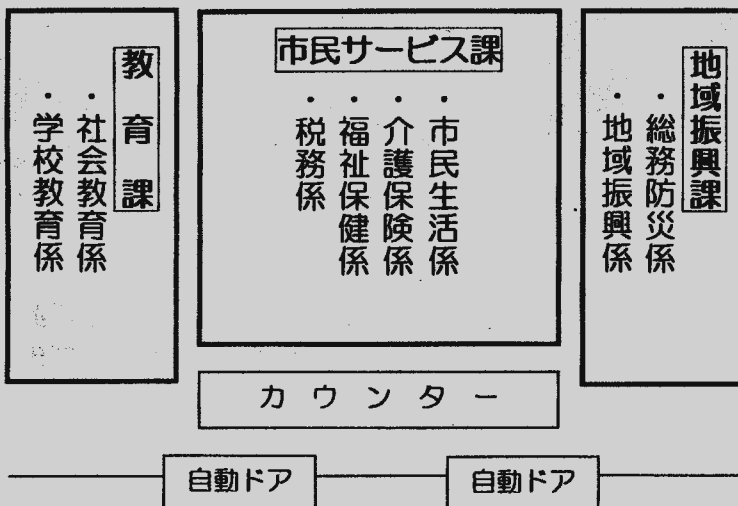 教育課
・社会教育係
・学校教育係
市民サービス課
・市民生活係
・介護保険係
・福祉保健係
・税務係
地域振興課
・総務防災係
・地域振興係
カウンター
自動ドア
自動ドア